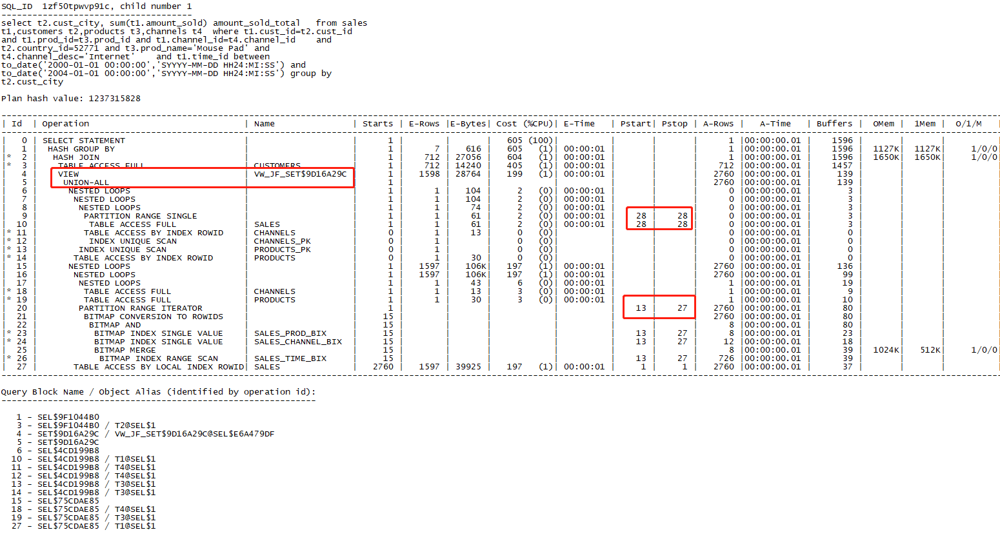 SQL_ID  1zf50tpwvp91c, child number 1
-------------------------------------
select t2.cust_city, sum(t1.amount_sold) amount_sold_total   from sales
t1,customers t2,products t3,channels t4  where t1.cust_id=t2.cust_id
and t1.prod_id=t3.prod_id and t1.channel_id=t4.channel_id    and
t2.country_id=52771 and t3.prod_name='Mouse Pad' and
t4.channel_desc='Internet'    and t1.time_id between
to_date('2000-01-01 00:00:00','SYYYY-MM-DD HH24:MI:SS') and
to_date('2004-01-01 00:00:00','SYYYY-MM-DD HH24:MI:SS') group by
t2.cust_city
Plan hash value: 1237315828
| Id | Operation | Name | Starts | E-Rows |E-Bytes| Cost (%CPU)| E-Time | Pstart| Pstop | A-Rows | A-Time | Buffers | OMem | 1Mem | O/1/M
| 0 | SELECT STATEMENT | | 1 | | | 605 (100)| | | | 1 |00:00:00.01 | 1596 | | |
| 1 | HASH GROUP BY | | 1 | 7 | 616 | 605 (1)| 00:00:01 | | | 1 |00:00:00.01 | 1596 | 1127K| 1127K| 1/0/0|
|* 2 | HASH JOIN | | 1 | 712 | 27056 | 604 (1)| 00:00:01 | | | 1 |00:00:00.01 | 1596 | 1650K| 1650K| 1/0/0|
|* 3 | TABLE ACCESS FULL | CUSTOMERS | 1 | 712 | 14240 | 405 (1)| 00:00:01 | | | 712 |00:00:00.01 | 1457 | | |
| 4 | VIEW | VW_JF_SET$9D16A29C | 1 | 1598 | 28764 | 199 (1)| 00:00:01 | | | 2760 |00:00:00.01 | 139 | | |
| 5 | UNION-ALL | | 1 | | | | | | | 2760 |00:00:00.01 | 139 | | |
| 6 | NESTED LOOPS | | 1 | 1 | 104 | 2 (0)| 00:00:01 | | | 0 |00:00:00.01 | 3 | | |
| 7 | NESTED LOOPS | | 1 | 1 | 104 | 2 (0)| 00:00:01 | | | 0 |00:00:00.01 | 3 | | |
| 8 | NESTED LOOPS | | 1 | 1 | 74 | 2 (0)| 00:00:01 | | | 0 |00:00:00.01 | 3 | | |
| 9 | PARTITION RANGE SINGLE | | 1 | 1 | 61 | 2 (0)| 00:00:01 | 28 | 28 | 0 |00:00:00.01 | 3 | | |
| 10 | TABLE ACCESS FULL | SALES | 1 | 1 | 61 | 2 (0)| 00:00:01 | 28 | 28 | 0 |00:00:00.01 | 3 | | |
|* 11 | TABLE ACCESS BY INDEX ROWID | CHANNELS | 0 | 1 | 13 | 0 (0)| | | | 0 |00:00:00.01 | 0 | | |
|* 12 | INDEX UNIQUE SCAN | CHANNELS_PK | 0 | 1 | | 0 (0)| | | | 0 |00:00:00.01 | 0 | | |
|* 13 | INDEX UNIQUE SCAN | PRODUCTS_PK | 0 | 1 | | 0 (0)| | | | 0 |00:00:00.01 | 0 | | |
|* 14 | TABLE ACCESS BY INDEX ROWID | PRODUCTS | 0 | 1 | 30 | 0 (0)| | | | 0 |00:00:00.01 | 0 | | |
| 15 | NESTED LOOPS | | 1 | 1597 | 106K| 197 (1)| 00:00:01 | | | 2760 |00:00:00.01 | 136 | | |
| 16 | NESTED LOOPS | | 1 | 1597 | 106K| 197 (1)| 00:00:01 | | | 2760 |00:00:00.01 | 99 | | |
| 17 | NESTED LOOPS | | 1 | 1 | 43 | 6 (0)| 00:00:01 | | | 1 |00:00:00.01 | 19 | | |
|* 18 | TABLE ACCESS FULL | CHANNELS | 1 | 1 | 13 | 3 (0)| 00:00:01 | | | 1 |00:00:00.01 | 9 | | |
|* 19 | TABLE ACCESS FULL | PRODUCTS | 1 | 1 | 30 | 3 (0)| 00:00:01 | | | 1 |00:00:00.01 | 10 | | |
| 20 | PARTITION RANGE ITERATOR | | 1 | | | | | 13 | 27 | 2760 |00:00:00.01 | 80 | | |
| 21 | BITMAP CONVERSION TO ROWIDS | | 15 | | | | | | | 2760 |00:00:00.01 | 80 | | |
| 22 | BITMAP AND | | 15 | | | | | | | 8 |00:00:00.01 | 80 | | |
|* 23 | BITMAP INDEX SINGLE VALUE | SALES_PROD_BIX | 15 | | | | | 13 | 27 | 8 |00:00:00.01 | 23 | | |
|* 24 | BITMAP INDEX SINGLE VALUE | SALES_CHANNEL_BIX | 15 | | | | | 13 | 27 | 12 |00:00:00.01 | 18 | | |
| 25 | BITMAP MERGE | | 15 | | | | | | | 8 |00:00:00.01 | 39 | 1024K| 512K| 1/0/0|
|* 26 | BITMAP INDEX RANGE SCAN | SALES_TIME_BIX | 15 | | | | | 13 | 27 | 726 |00:00:00.01 | 39 | | |
| 27 | TABLE ACCESS BY LOCAL INDEX ROWID| SALES | 2760 | 1597 | 39925 | 197 (1)| 00:00:01 | 1 | 1 | 2760 |00:00:00.01 | 37 | | |
Query Block Name / Object Alias (identified by operation id):
-------------------------------------------------------------
1 - SEL$9F1044B0
3 - SEL$9F1044B0 / T2@SEL$1
4 - SET$9D16A29C / VW_JF_SET$9D16A29C@SEL$E6A479DF
5 - SET$9D16A29C
6 - SEL$4CD199B8
10 - SEL$4CD199B8 / T1@SEL$1
11 - SEL$4CD199B8 / T4@SEL$1
12 - SEL$4CD199B8 / T4@SEL$1
13 - SEL$4CD199B8 / T3@SEL$1
14 - SEL$4CD199B8 / T3@SEL$1
15 - SEL$75CDAE85
18 - SEL$75CDAE85 / T4@SEL$1
19 - SEL$75CDAE85 / T3@SEL$1
27 - SEL$75CDAE85 / T1@SEL$1